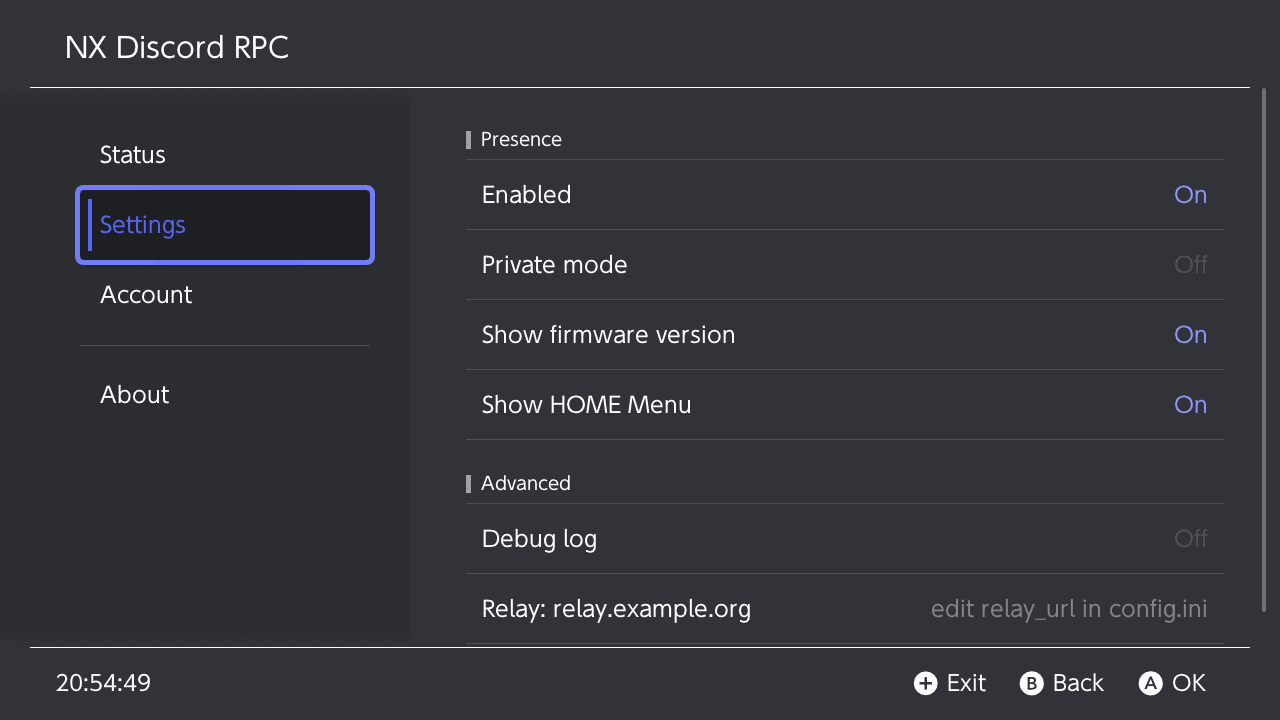 NX Discord RPC
Status
Settings
Account
About
Presence
Enabled On
Private mode Off
Show firmware version On
Show HOME Menu On
Advanced
Debug log Off
Relay: relay.example.org edit relay_url in config.ini
20:54:49 + Exit B Back A OK